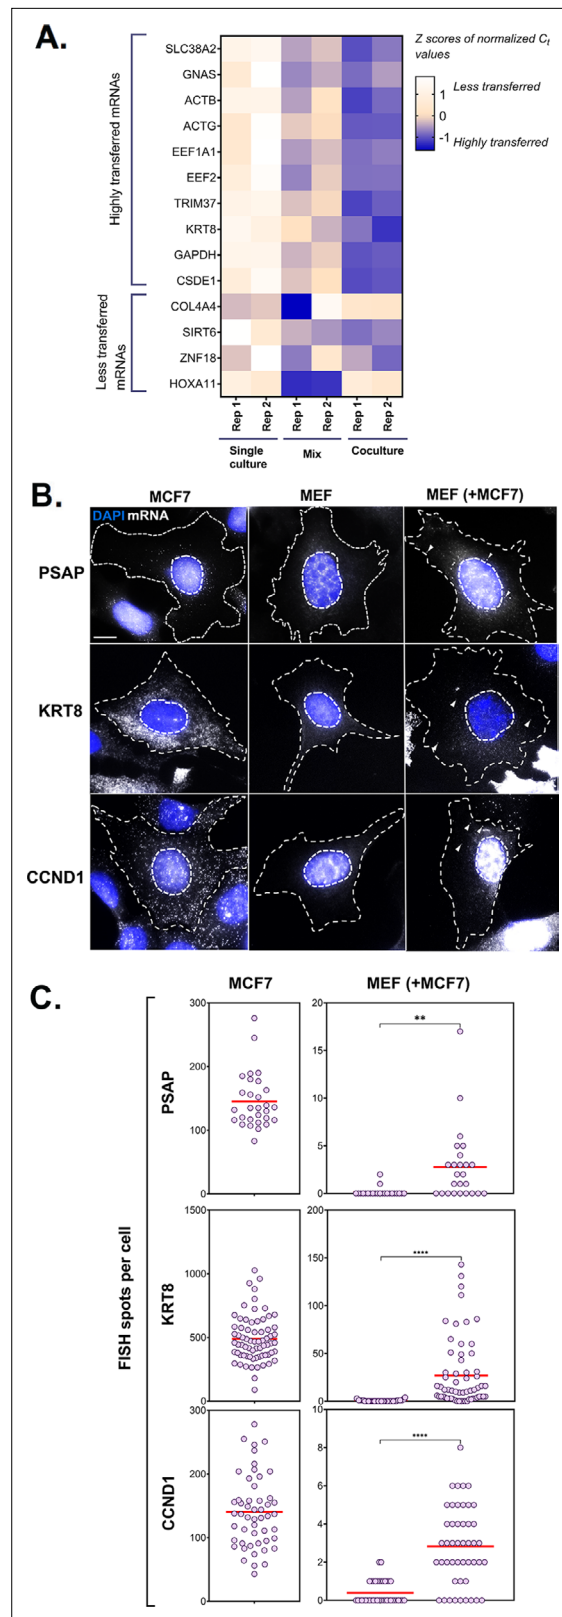 A.
Z scores of normalized Ct
values
Less transferred
1
0
-1
Highly transferred
Highly transferred mRNAs
SLC38A2
GNAS
ACTB
ACTG
EEF1A1
EEF2
TRIM37
KRT8
GAPDH
CSDE1
Less transferred
mRNAs
COL4A4
SIRT6
ZNF18
HOXA11
Rep 1
Rep 2
Rep 1
Rep 2
Rep 1
Rep 2
Single
culture
Mix
Coculture
B.
MCF7
MEF
MEF (+MCF7)
DAPI mRNA
PSAP
KRT8
CCND1
C.
MCF7
MEF (+MCF7)
FISH spots per cell
PSAP
300
200
100
0
20
15
10
5
0
**
KRT8
1500
1000
500
0
200
150
100
50
0
****
CCND1
300
200
100
0
10
8
6
4
2
0
****